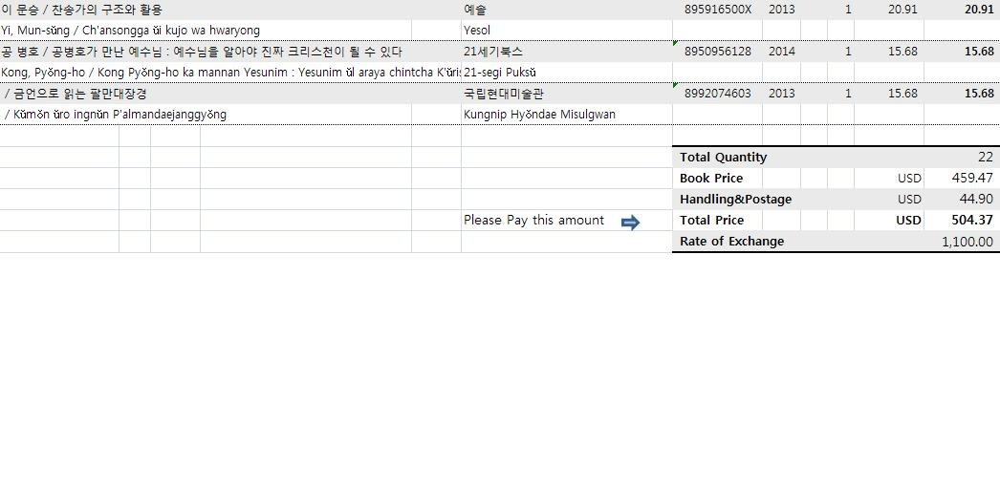 이 문승 / 찬송가의 구조와 활용 예솔 895916500X 2013 1 20.91 20.91
Yi, Mun-sŭng / Ch'ansongga ŭi kujo wa hwaryong Yesol
공 병호 / 공병호가 만난 예수님 : 예수님을 알아야 진짜 크리스천이 될 수 있다 21세기북스 8950956128 2014 1 15.68 15.68
Kong, Pyŏng-ho / Kong Pyŏng-ho ka mannan Yesunim : Yesunim ŭl araya chintcha K'ŭris 21-segi Puksŭ
/ 금언으로 읽는 팔만대장경 국립현대미술관 8992074603 2013 1 15.68 15.68
/ Kŭmŏn ŭro ingnŭn P'almandaejanggyŏng Kungnip Hyŏndae Misulgwan
Total Quantity 22
Book Price USD 459.47
Handling&Postage USD 44.90
Please Pay this amount Total Price USD 504.37
Rate of Exchange 1,100.00